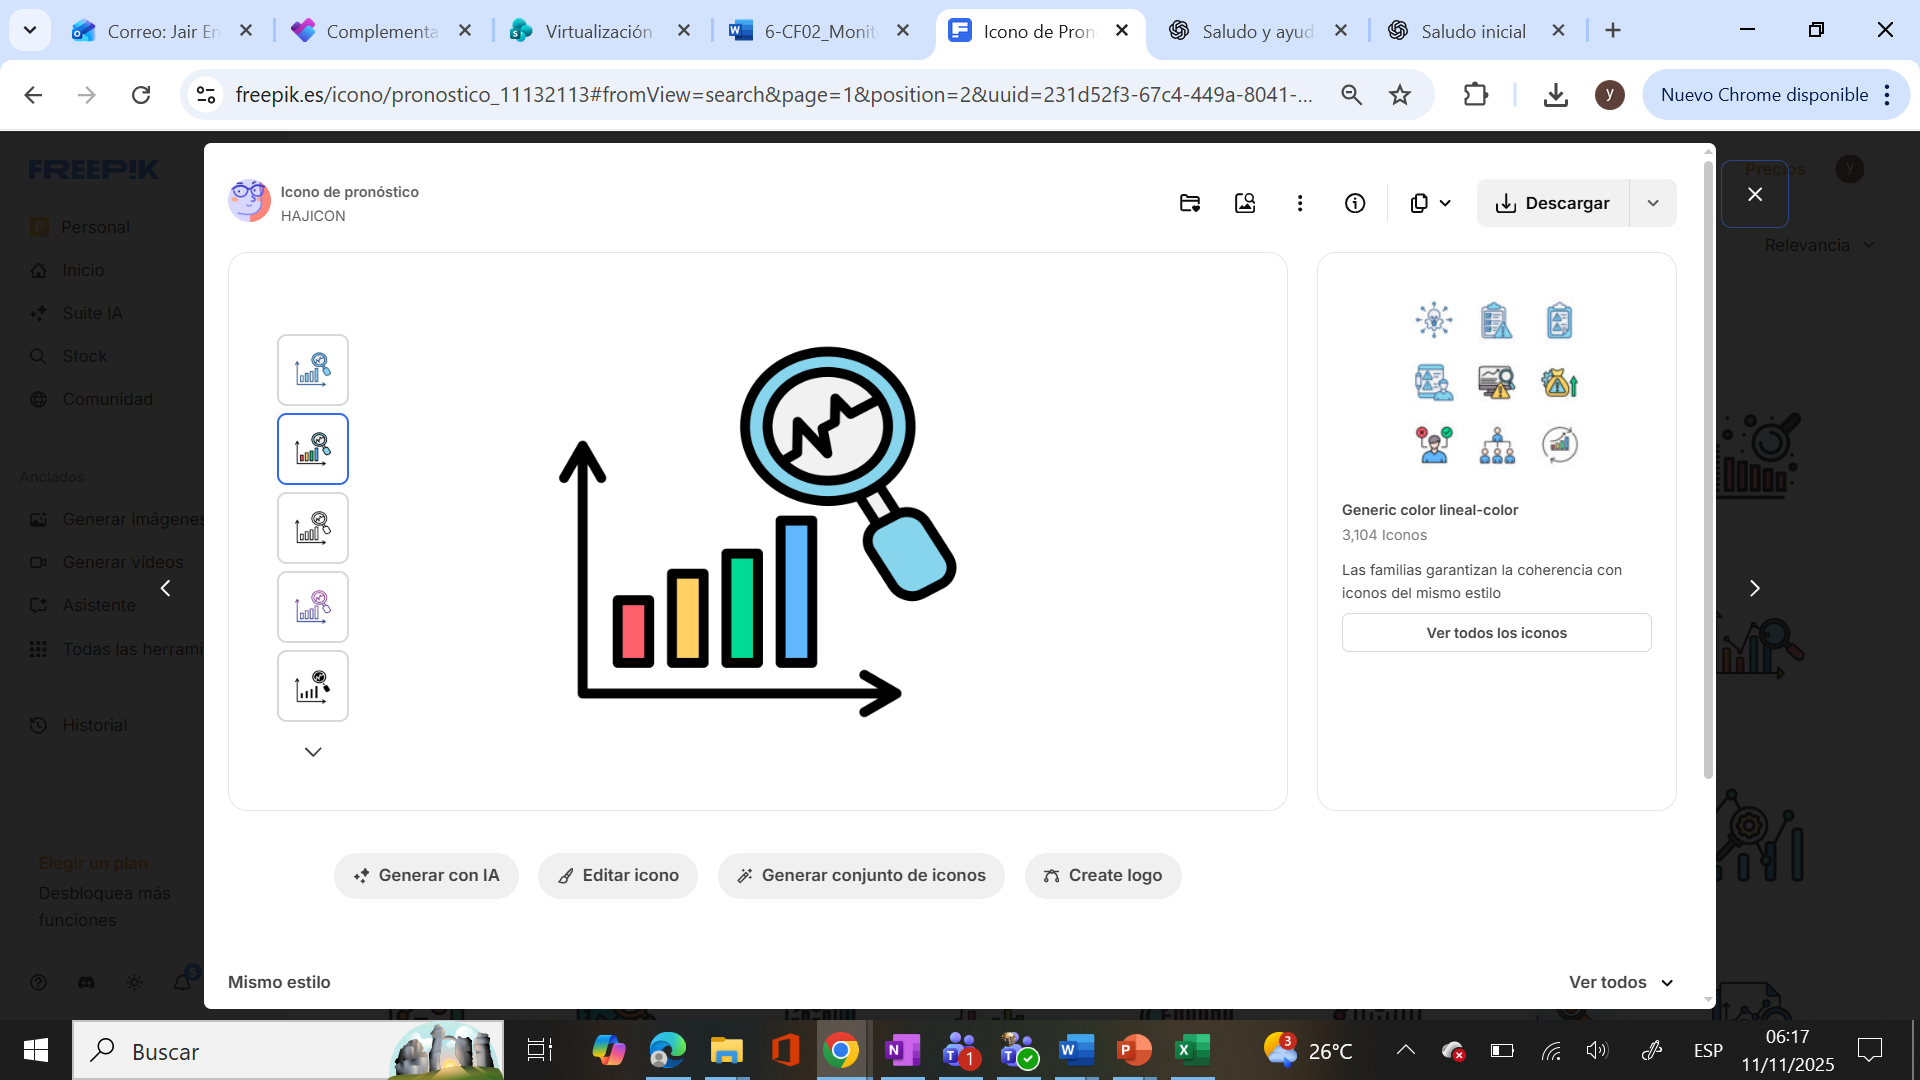 Correo: Jair En
Complementa
Virtualización
6-CF02_Monit
Icono de Pron
Saludo y ayud
Saludo inicial
freepik.es/icono/pronostico_11132113#fromView=search&page=1&position=2&uuid=231d52f3-67c4-449a-8041-...
y
Nuevo Chrome disponible
FREEPIK
Precios
y
Icono de pronóstico
HAJICON
Descargar
P
Personal
Relevancia
Inicio
Suite IA
Stock
Comunidad
Anclados
Generar imágenes
Generar vídeos
Asistente
Todas las herrami
Historial
Generic color lineal-color
3,104 Iconos
Las familias garantizan la coherencia con
iconos del mismo estilo
Ver todos los iconos
Elegir un plan
Desbloquea más
funciones
Generar con IA
Editar icono
Generar conjunto de iconos
Create logo
5
Mismo estilo
Ver todos
Buscar
1
3
26°C
ESP
06:17
11/11/2025